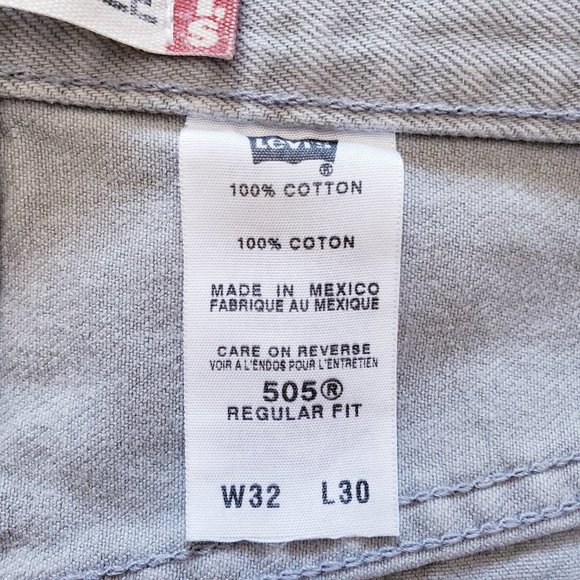 Levi's
®
100% COTTON
100% COTON
MADE IN MEXICO
FABRIQUE AU MEXIQUE
CARE ON REVERSE
VOIR A L'ENDOS POUR L'ENTRETIEN
505®
REGULAR FIT
W32 L30